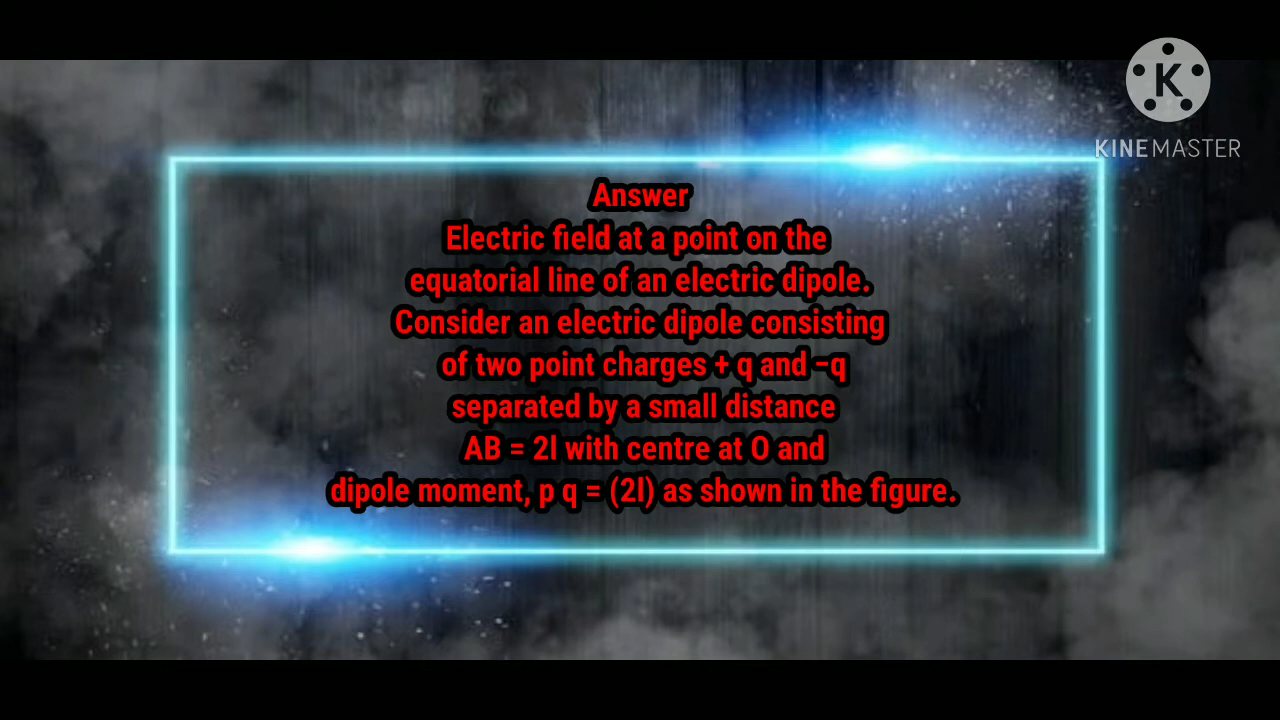 K
KINEMASTER
Answer
Electric field at a point on the
equatorial line of an electric dipole.
Consider an electric dipole consisting
of two point charges + q and −q
separated by a small distance
AB = 2l with centre at O and
dipole moment, p q = (2l) as shown in the figure.